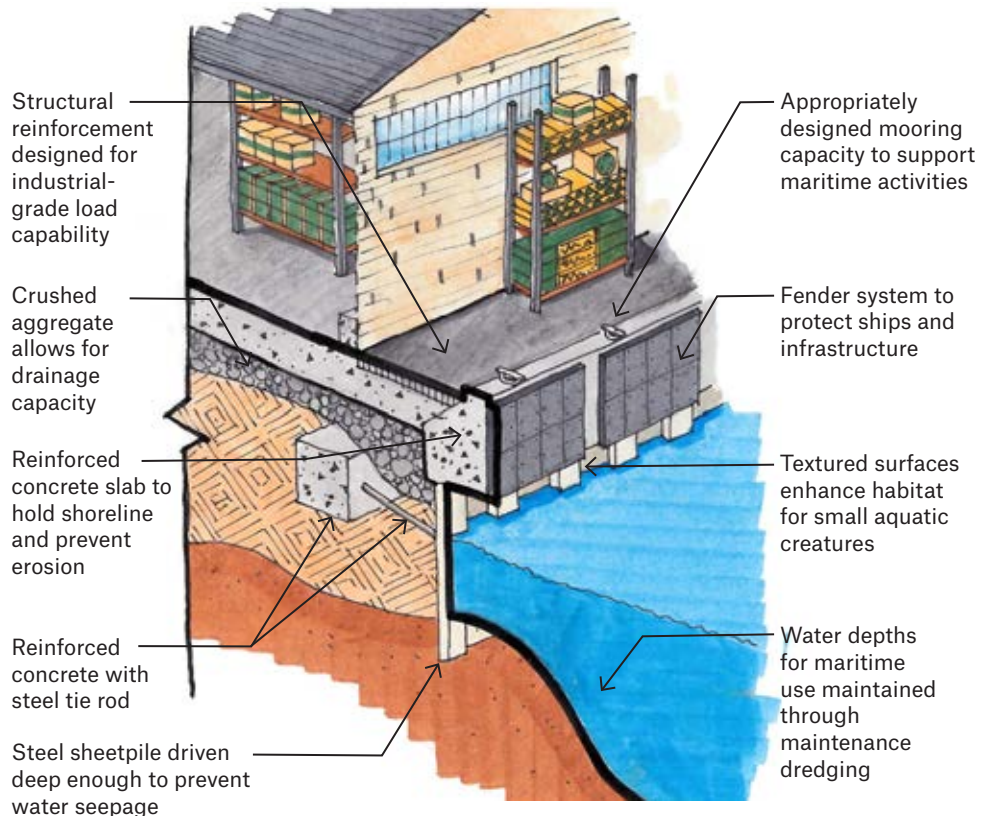 Structural
reinforcement
designed for
industrial-
grade load
capability
Crushed
aggregate
allows for
drainage
capacity
Reinforced
concrete slab to
hold shoreline
and prevent
erosion
Reinforced
concrete with
steel tie rod
Steel sheetpile driven
deep enough to prevent
water seepage
Appropriately
designed mooring
capacity to support
maritime activities
Fender system to
protect ships and
infrastructure
Textured surfaces
enhance habitat
for small aquatic
creatures
Water depths
for maritime
use maintained
through
maintenance
dredging